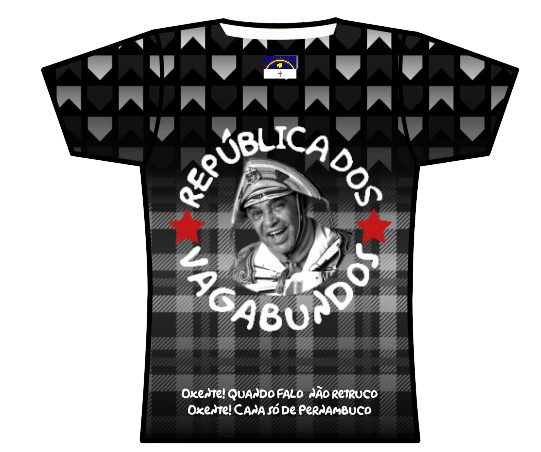 REPÚBLICA DOS
VAGABUNDOS
OXENTE! QUANDO FALO NÃO RETRUCO
OXENTE! CANA SÓ DE PERNAMBUCO